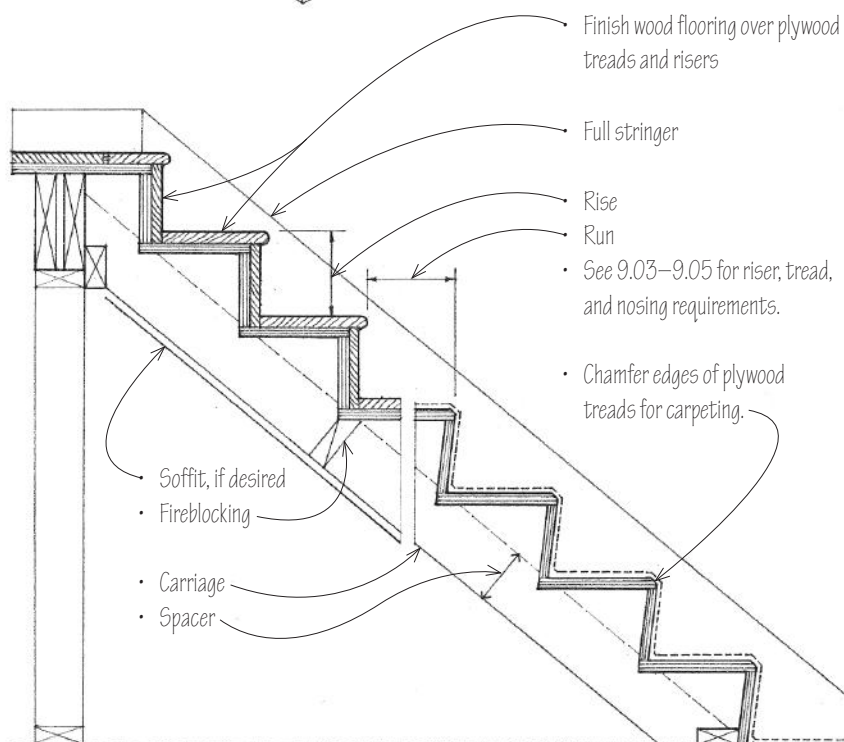 • Finish wood flooring over plywood
treads and risers
• Full stringer
• Rise
• Run
• See 9.03–9.05 for riser, tread,
and nosing requirements.
• Chamfer edges of plywood
treads for carpeting.
• Soffit, if desired
• Fireblocking
• Carriage
• Spacer